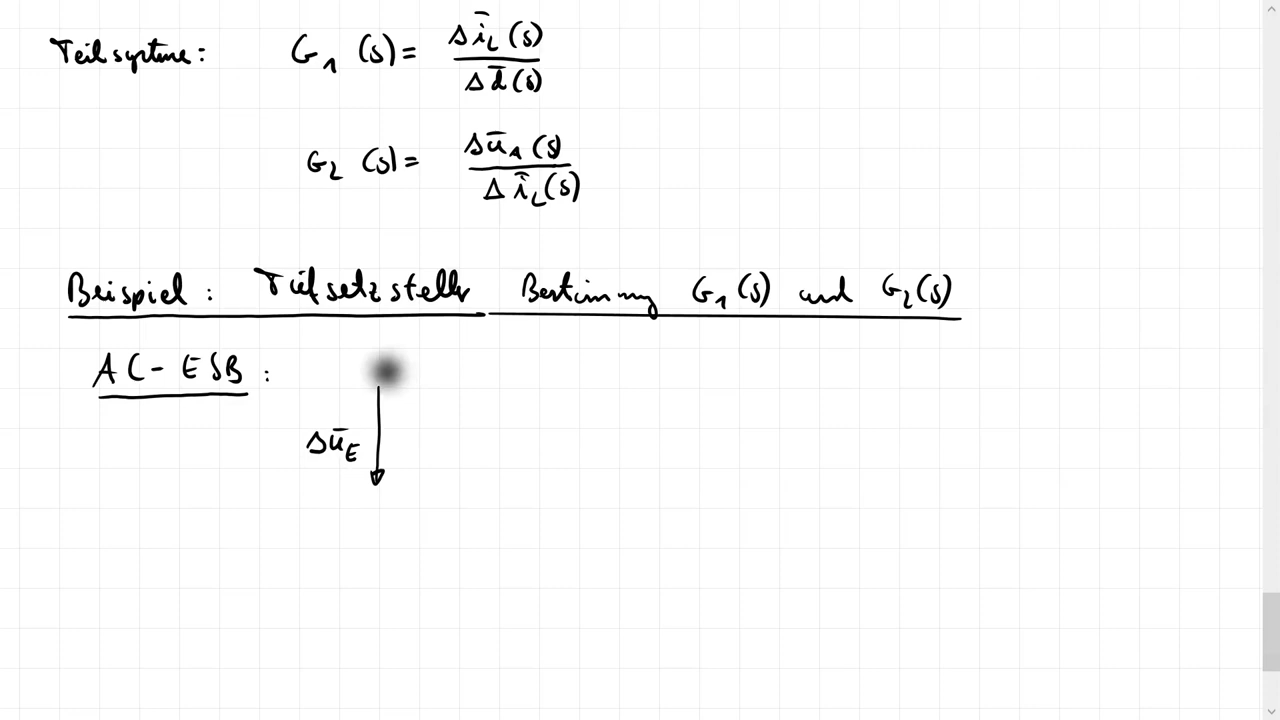 Teilsysteme: G₁(s) = Δī_L(s) / Δd̄(s)
G₂(s) = Δū_A(s) / Δī_L(s)
Beispiel: Tiefsetzsteller Bestimmung G₁(s) und G₂(s)
AC-ESB:
Δū_E